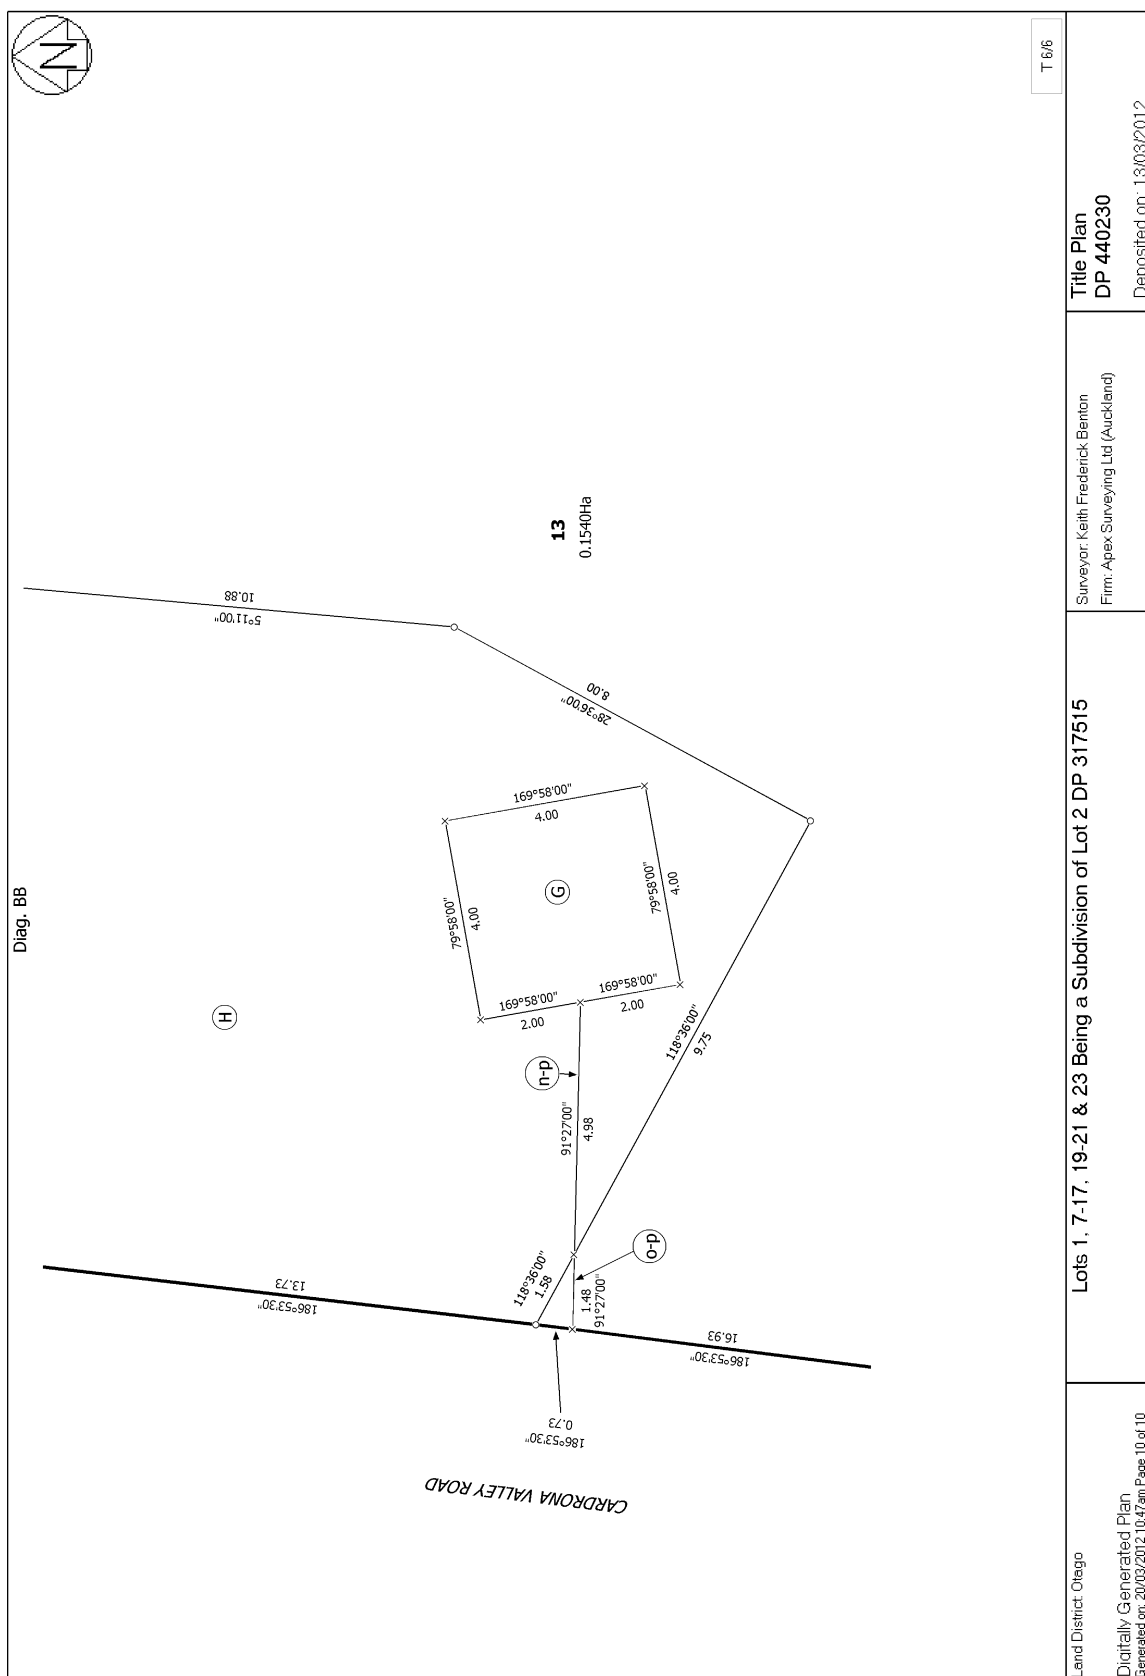 N
T 6/6
Diag. BB
H
10.88
5°11'00"
13
0.1540Ha
8.00
28°36'00"
169°58'00"
4.00
79°58'00"
4.00
G
79°58'00"
4.00
169°58'00"
2.00
169°58'00"
2.00
n-p
91°27'00"
4.98
118°36'00"
9.75
o-p
118°36'00"
1.58
1.48
91°27'00"
186°53'30"
13.73
186°53'30"
16.93
186°53'30"
0.73
CARDRONA VALLEY ROAD
Land District: Otago
Digitally Generated Plan
Generated on: 20/03/2012 10:47am Page 10 of 10
Lots 1, 7-17, 19-21 & 23 Being a Subdivision of Lot 2 DP 317515
Surveyor: Keith Frederick Benton
Firm: Apex Surveying Ltd (Auckland)
Title Plan
DP 440230
Deposited on: 13/03/2012